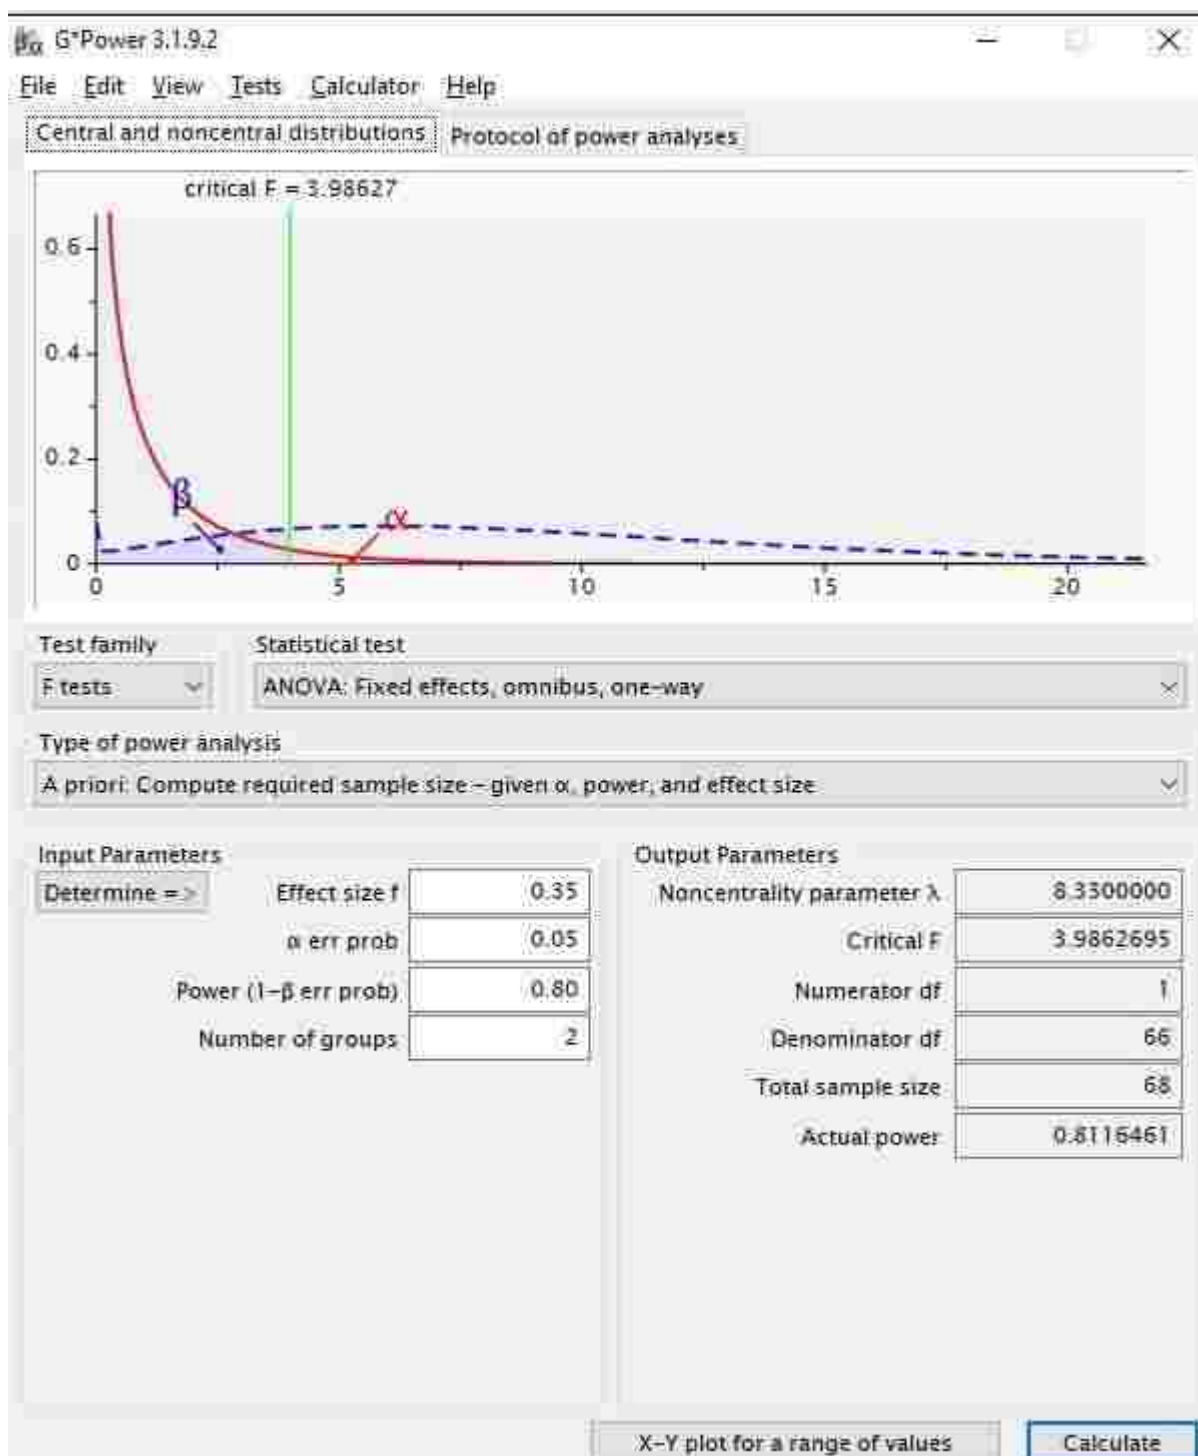 βα G*Power 3.1.9.2
File Edit View Tests Calculator Help
Central and noncentral distributions Protocol of power analyses
critical F = 3.98627
0.6
0.4
0.2
β
α
0
0 5 10 15 20
Test family Statistical test
F tests ANOVA: Fixed effects, omnibus, one-way
Type of power analysis
A priori: Compute required sample size – given α, power, and effect size
Input Parameters Output Parameters
Determine => Effect size f 0.35 Noncentrality parameter λ 8.3300000
α err prob 0.05 Critical F 3.9862695
Power (1-β err prob) 0.80 Numerator df 1
Number of groups 2 Denominator df 66
Total sample size 68
Actual power 0.8116461
X-Y plot for a range of values Calculate